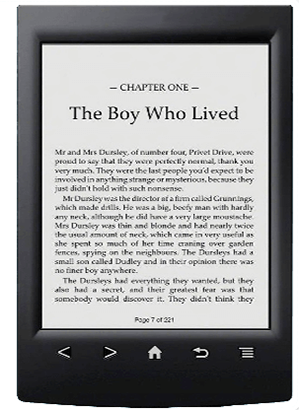 — CHAPTER ONE —
The Boy Who Lived
Mr and Mrs Dursley, of number four, Privet Drive, were
proud to say that they were perfectly normal, thank you
very much. They were the last people you'd expect to be
involved in anything strange or mysterious, because they
just didn't hold with such nonsense.
Mr Dursley was the director of a firm called Grunnings,
which made drills. He was a big, beefy man with hardly
any neck, although he did have a very large moustache.
Mrs Dursley was thin and blonde and had nearly twice
the usual amount of neck, which came in very useful as
she spent so much of her time craning over garden
fences, spying on the neighbours. The Dursleys had a
small son called Dudley and in their opinion there was
no finer boy anywhere.
The Dursleys had everything they wanted, but they
also had a secret, and their greatest fear was that
somebody would discover it. They didn't think they
Page 7 of 221